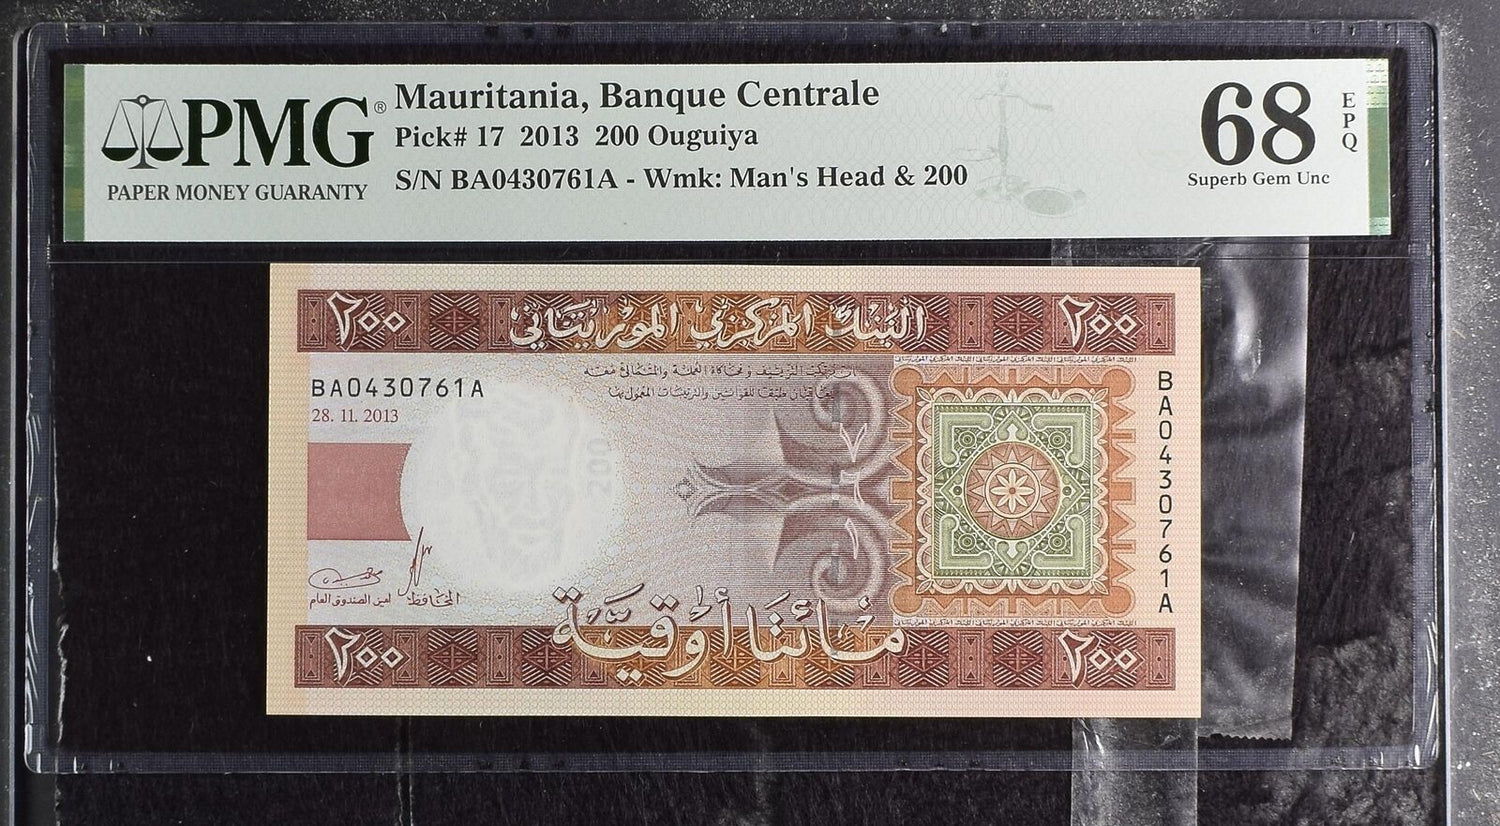 PMG®
PAPER MONEY GUARANTY
Mauritania, Banque Centrale
Pick# 17 2013 200 Ouguiya
S/N BA0430761A - Wmk: Man's Head & 200
68
EPQ
Superb Gem Unc
٢٠٠ البنك المركزي الموريتاني ٢٠٠
BA0430761A
28. 11. 2013
200
BA0430761A
أمين الصندوق العام
المحافظ
مائتا أوقية
٢٠٠ ٢٠٠